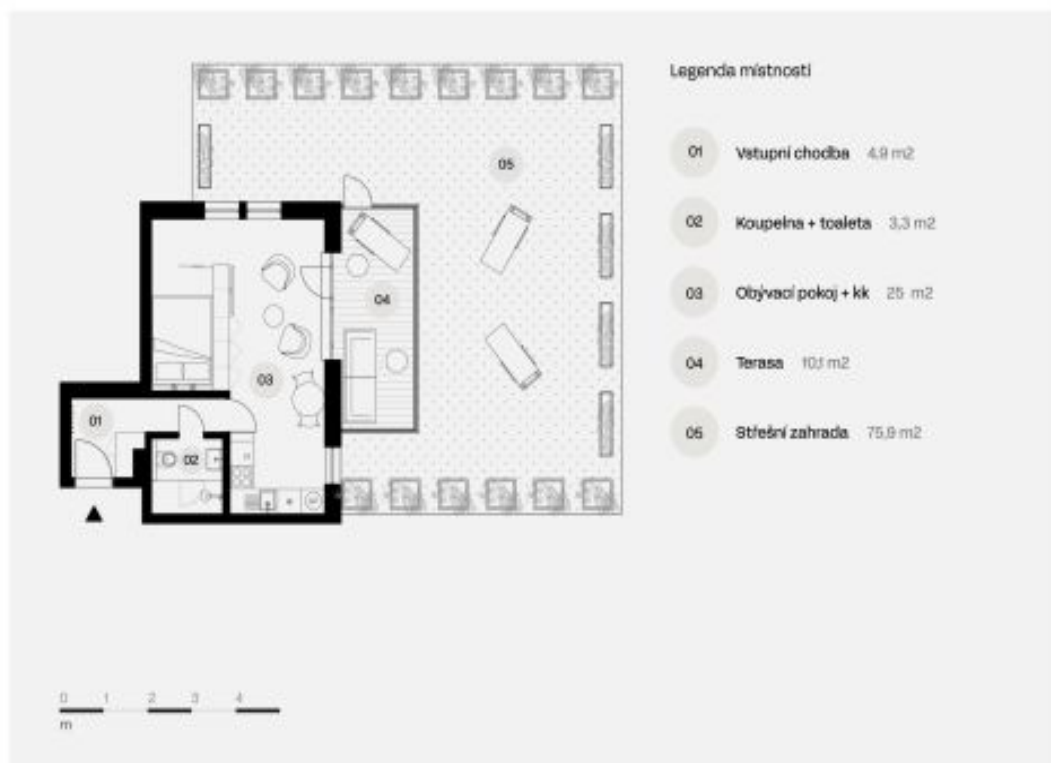 Legenda místností
01 Vstupní chodba 4,9 m2
02 Koupelna + toaleta 3,3 m2
03 Obývací pokoj + kk 25 m2
04 Terasa 10,1 m2
05 Střešní zahrada 75,9 m2
05
04
03
01
02
0 1 2 3 4
m